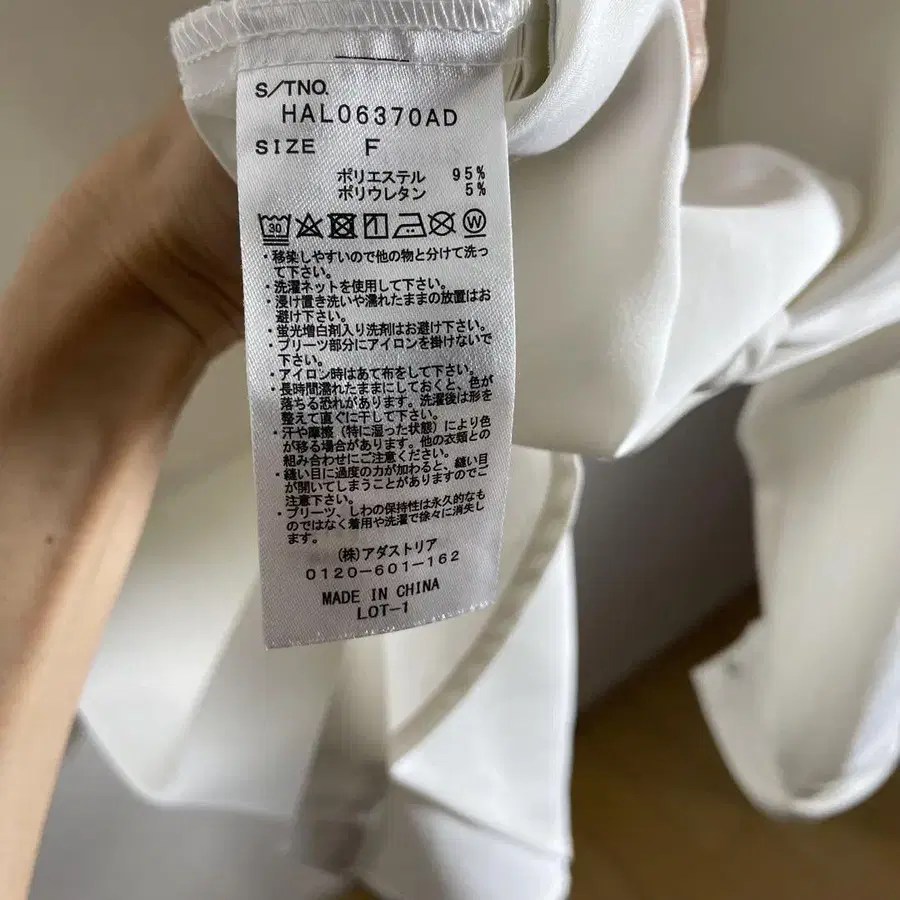 S/TNO.
HAL06370AD
SIZE F
ポリエステル 95%
ポリウレタン 5%
30 W
・移染しやすいので他の物と分けて洗っ
て下さい。
・洗濯ネットを使用して下さい。
・浸け置き洗いや濡れたままの放置はお
避け下さい。
・蛍光増白剤入り洗剤はお避け下さい。
・プリーツ部分にアイロンを掛けないで
下さい。
・アイロン時はあて布をして下さい。
・長時間濡れたままにしておくと、色が
落ちる恐れがあります。洗濯後は形を
整えて直ぐに干して下さい。
・汗や摩擦（特に湿った状態）により色
が移る場合があります。他の衣類との
組み合わせにご注意ください。
・縫い目に過度の力が加わると、縫い目
が開いてしまうことがありますのでご
注意下さい。
・プリーツ、しわの保持性は永久的なも
のではなく着用や洗濯で徐々に消失し
ます。
(株)アダストリア
0120-601-162
MADE IN CHINA
LOT-1